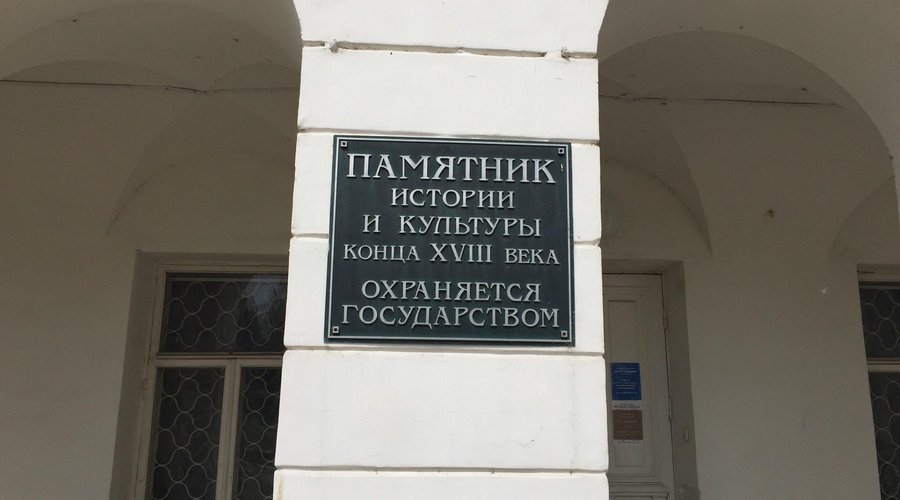 ПАМЯТНИК
ИСТОРИИ
И КУЛЬТУРЫ
КОНЦА XVIII ВЕКА
ОХРАНЯЕТСЯ
ГОСУДАРСТВОМ